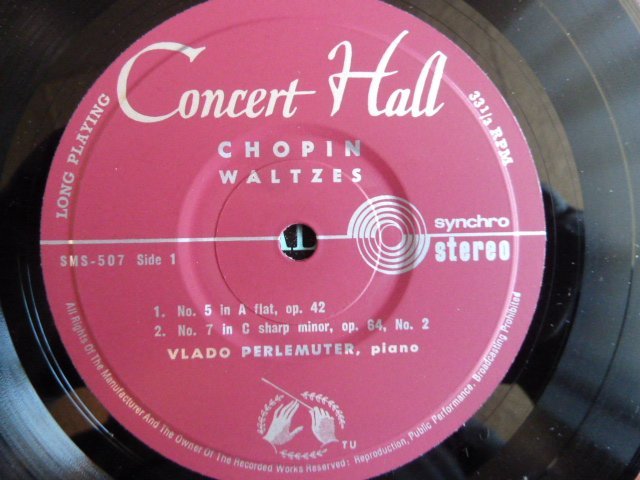 Concert Hall
LONG PLAYING
33 1/3 RPM
CHOPIN
WALTZES
synchro
stereo
SMS-507 Side 1
1. No. 5 in A flat, op. 42
2. No. 7 in C sharp minor, op. 64, No. 2
VLADO PERLEMUTER, piano
TU
All Rights Of The Manufacturer And The Owner Of The Recorded Works Reserved: Reproduction, Public Performance, Broadcasting Prohibited